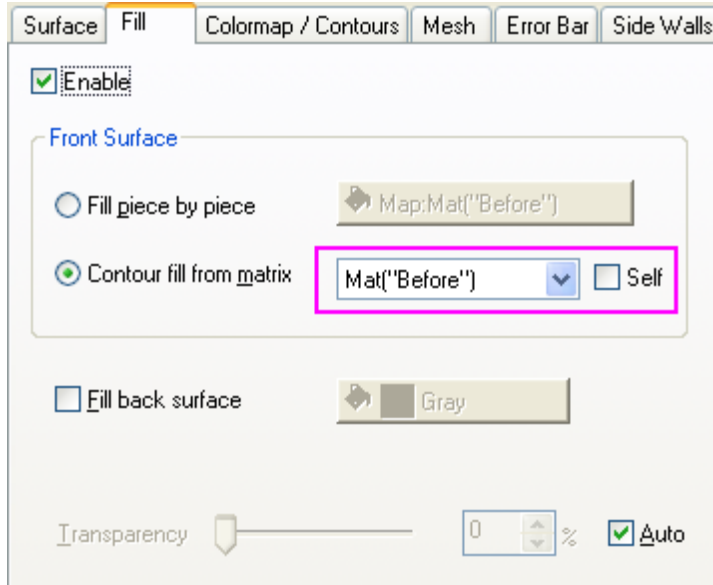 Surface Fill Colormap / Contours Mesh Error Bar Side Walls
Enable
Front Surface
Fill piece by piece Map:Mat("Before")
Contour fill from matrix Mat("Before") Self
Fill back surface Gray
Transparency 0 % Auto